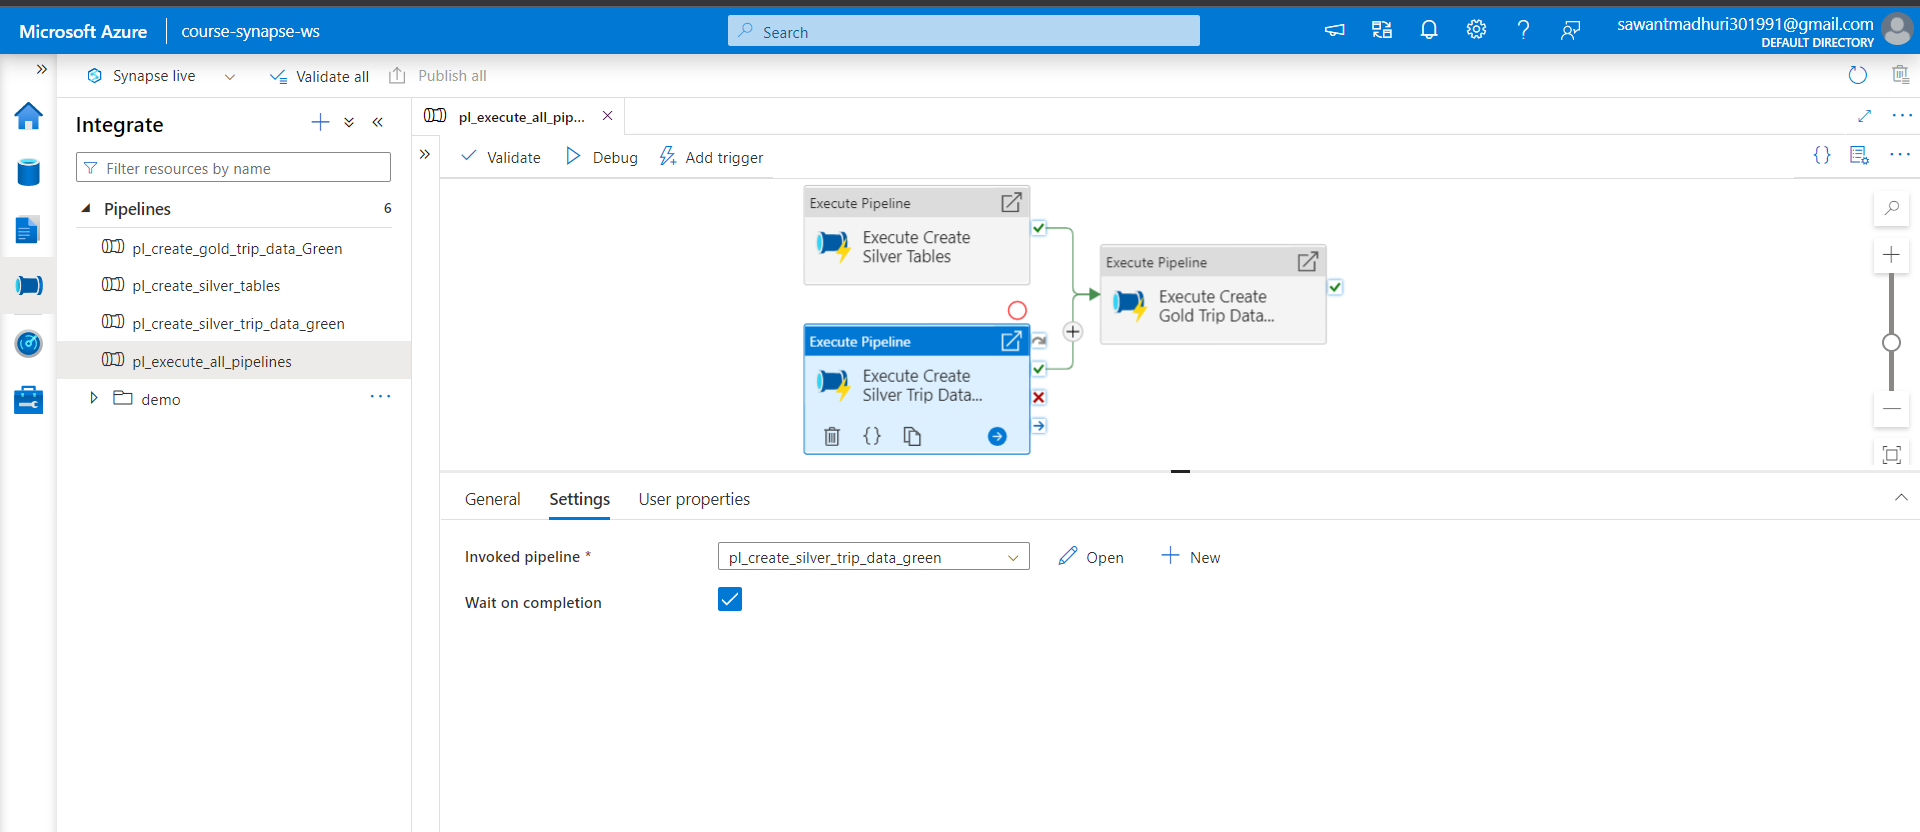 Microsoft Azure
course-synapse-ws
Search
sawantmadhuri301991@gmail.com
DEFAULT DIRECTORY
Synapse live
Validate all
Publish all
Integrate
Filter resources by name
Pipelines
6
pl_create_gold_trip_data_Green
pl_create_silver_tables
pl_create_silver_trip_data_green
pl_execute_all_pipelines
demo
pl_execute_all_pip...
Validate
Debug
Add trigger
Execute Pipeline
Execute Create
Silver Tables
Execute Pipeline
Execute Create
Gold Trip Data...
Execute Pipeline
Execute Create
Silver Trip Data...
General
Settings
User properties
Invoked pipeline *
pl_create_silver_trip_data_green
Open
New
Wait on completion